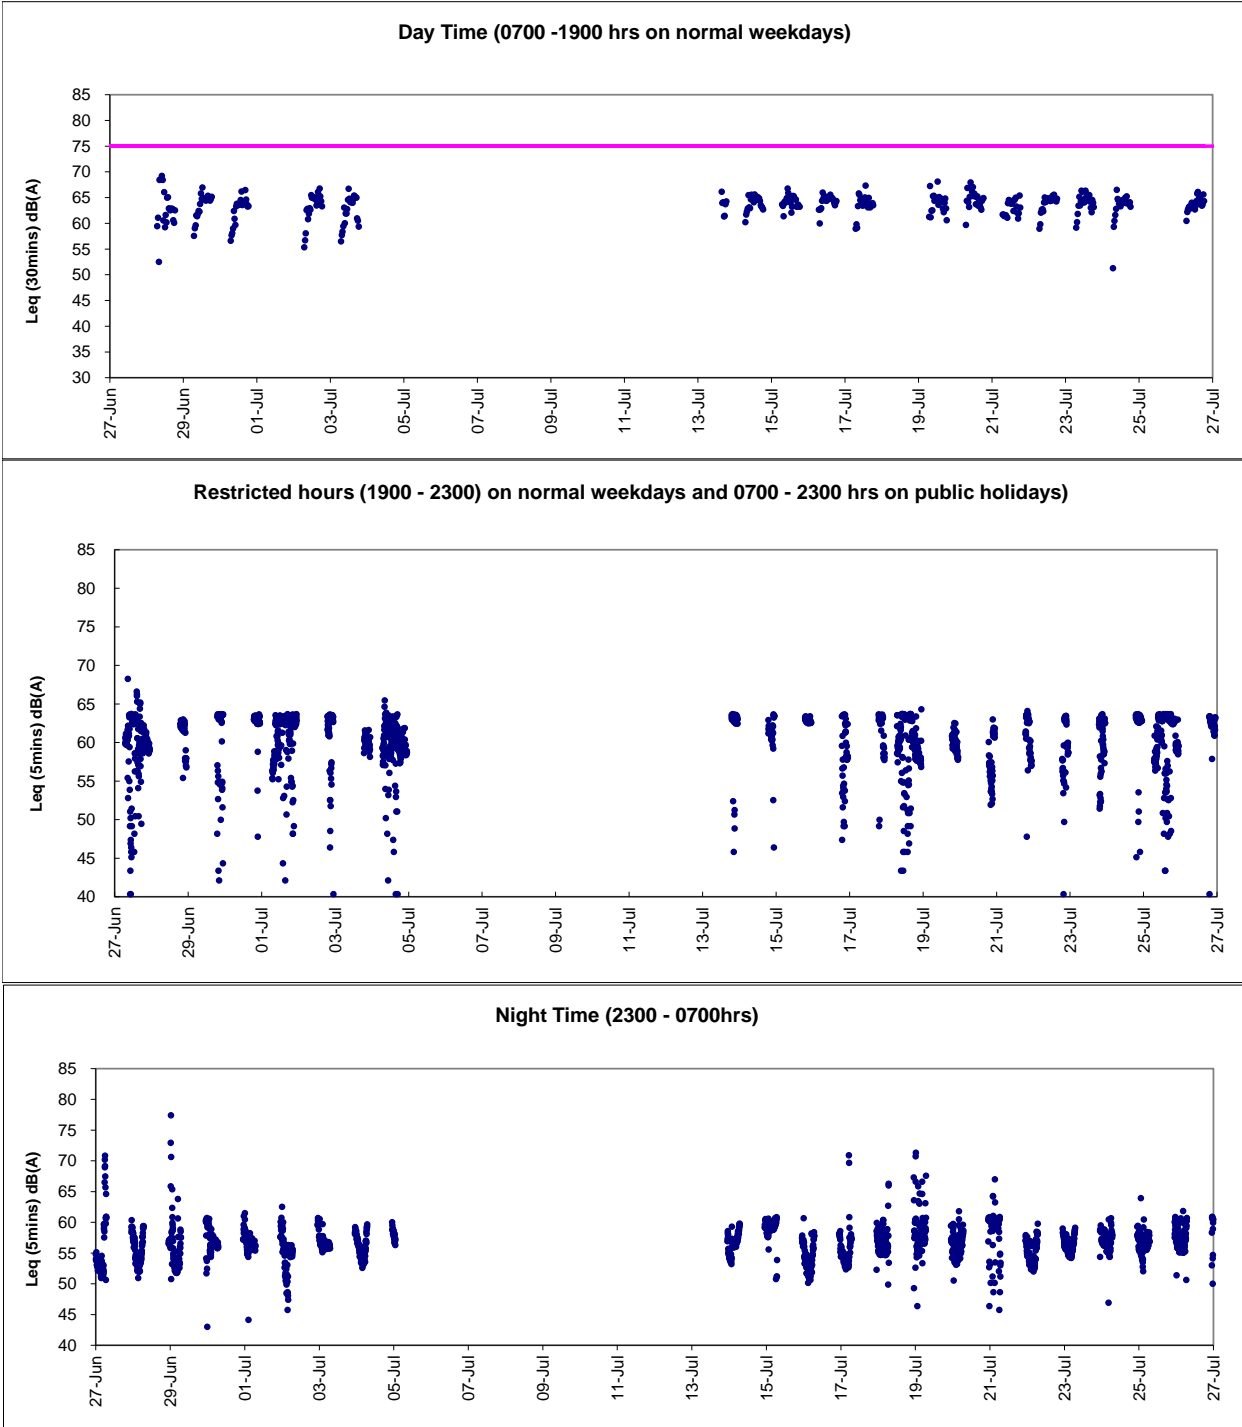 Day Time (0700 -1900 hrs on normal weekdays)
Leq (30mins) dB(A)
85
80
75
70
65
60
55
50
45
40
35
30
27-Jun
29-Jun
01-Jul
03-Jul
05-Jul
07-Jul
09-Jul
11-Jul
13-Jul
15-Jul
17-Jul
19-Jul
21-Jul
23-Jul
25-Jul
27-Jul
Restricted hours (1900 - 2300) on normal weekdays and 0700 - 2300 hrs on public holidays)
Leq (5mins) dB(A)
85
80
75
70
65
60
55
50
45
40
27-Jun
29-Jun
01-Jul
03-Jul
05-Jul
07-Jul
09-Jul
11-Jul
13-Jul
15-Jul
17-Jul
19-Jul
21-Jul
23-Jul
25-Jul
27-Jul
Night Time (2300 - 0700hrs)
Leq (5mins) dB(A)
85
80
75
70
65
60
55
50
45
40
27-Jun
29-Jun
01-Jul
03-Jul
05-Jul
07-Jul
09-Jul
11-Jul
13-Jul
15-Jul
17-Jul
19-Jul
21-Jul
23-Jul
25-Jul
27-Jul